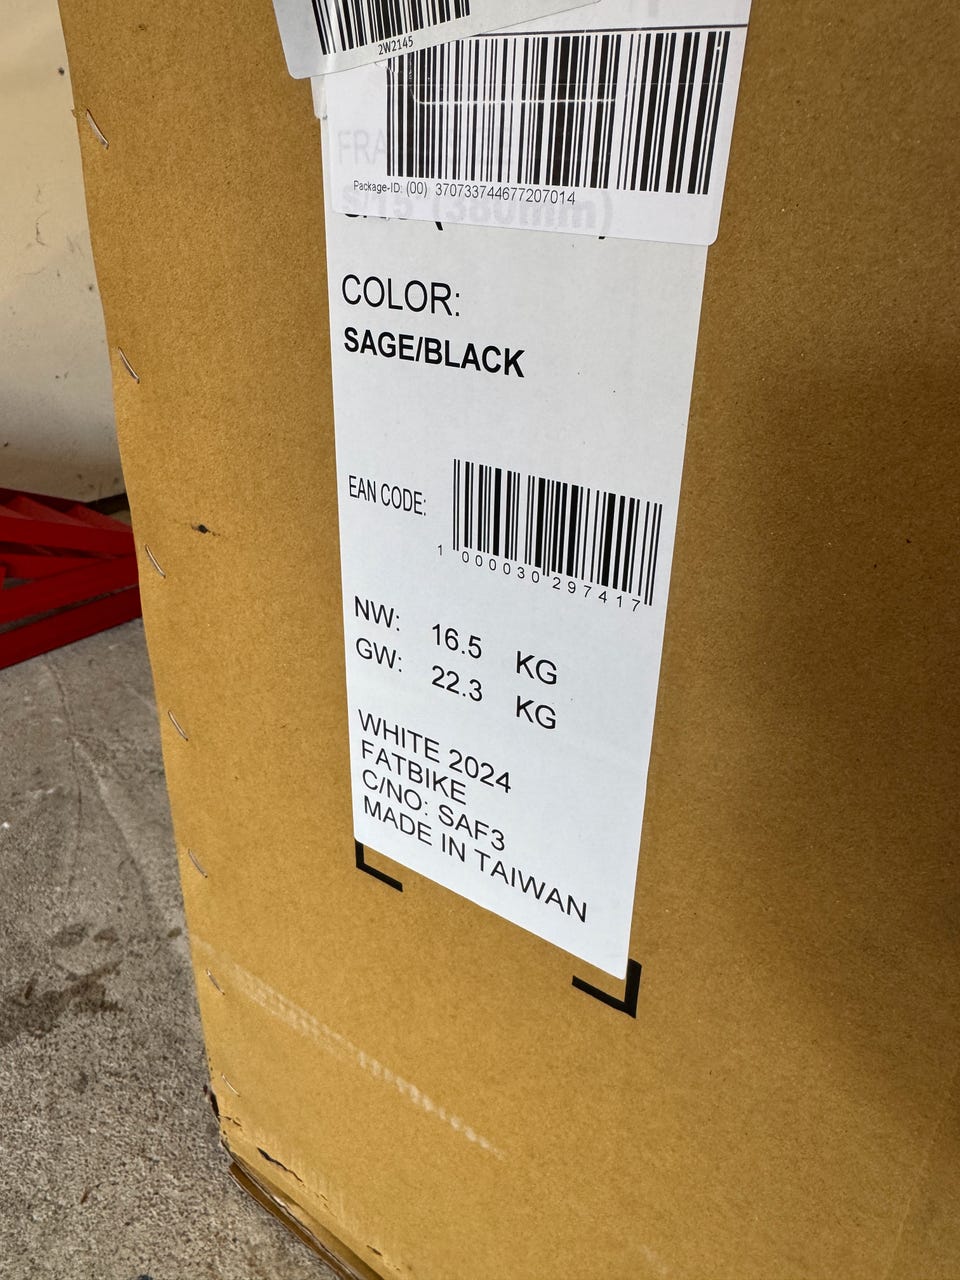 2W2145
Package-ID: (00) 370733744677207014
COLOR:
SAGE/BLACK
EAN CODE:
1 000030 297417
NW: 16.5 KG
GW: 22.3 KG
WHITE 2024
FATBIKE
C/NO: SAF3
MADE IN TAIWAN